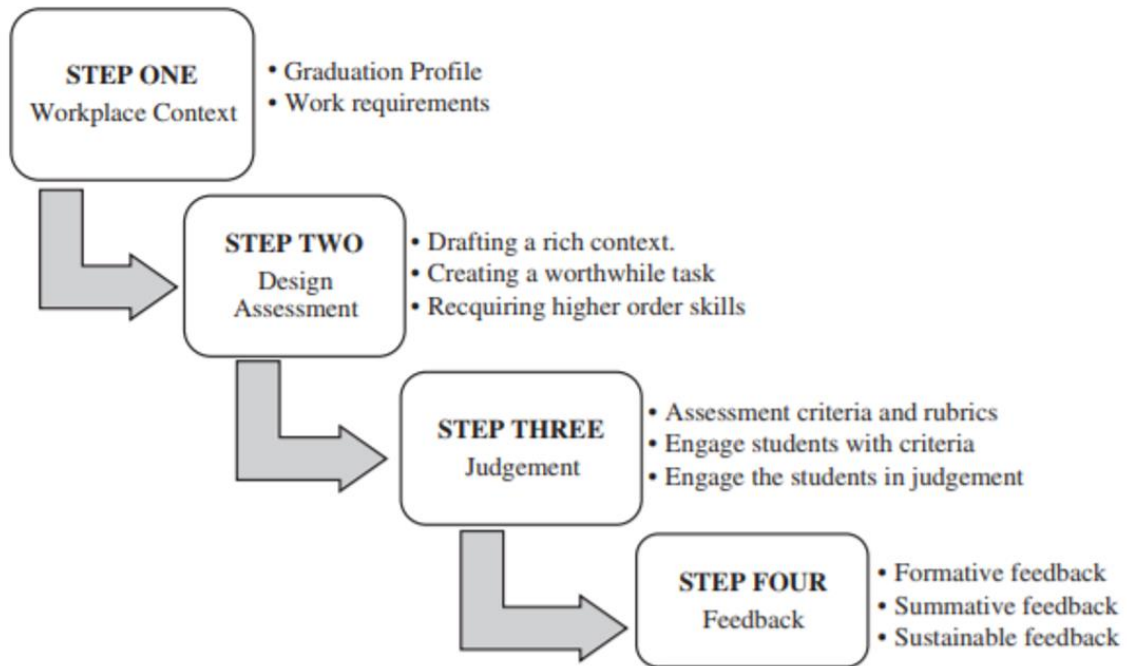 STEP ONE
Workplace Context
• Graduation Profile
• Work requirements
STEP TWO
Design
Assessment
• Drafting a rich context.
• Creating a worthwhile task
• Recquiring higher order skills
STEP THREE
Judgement
• Assessment criteria and rubrics
• Engage students with criteria
• Engage the students in judgement
STEP FOUR
Feedback
• Formative feedback
• Summative feedback
• Sustainable feedback